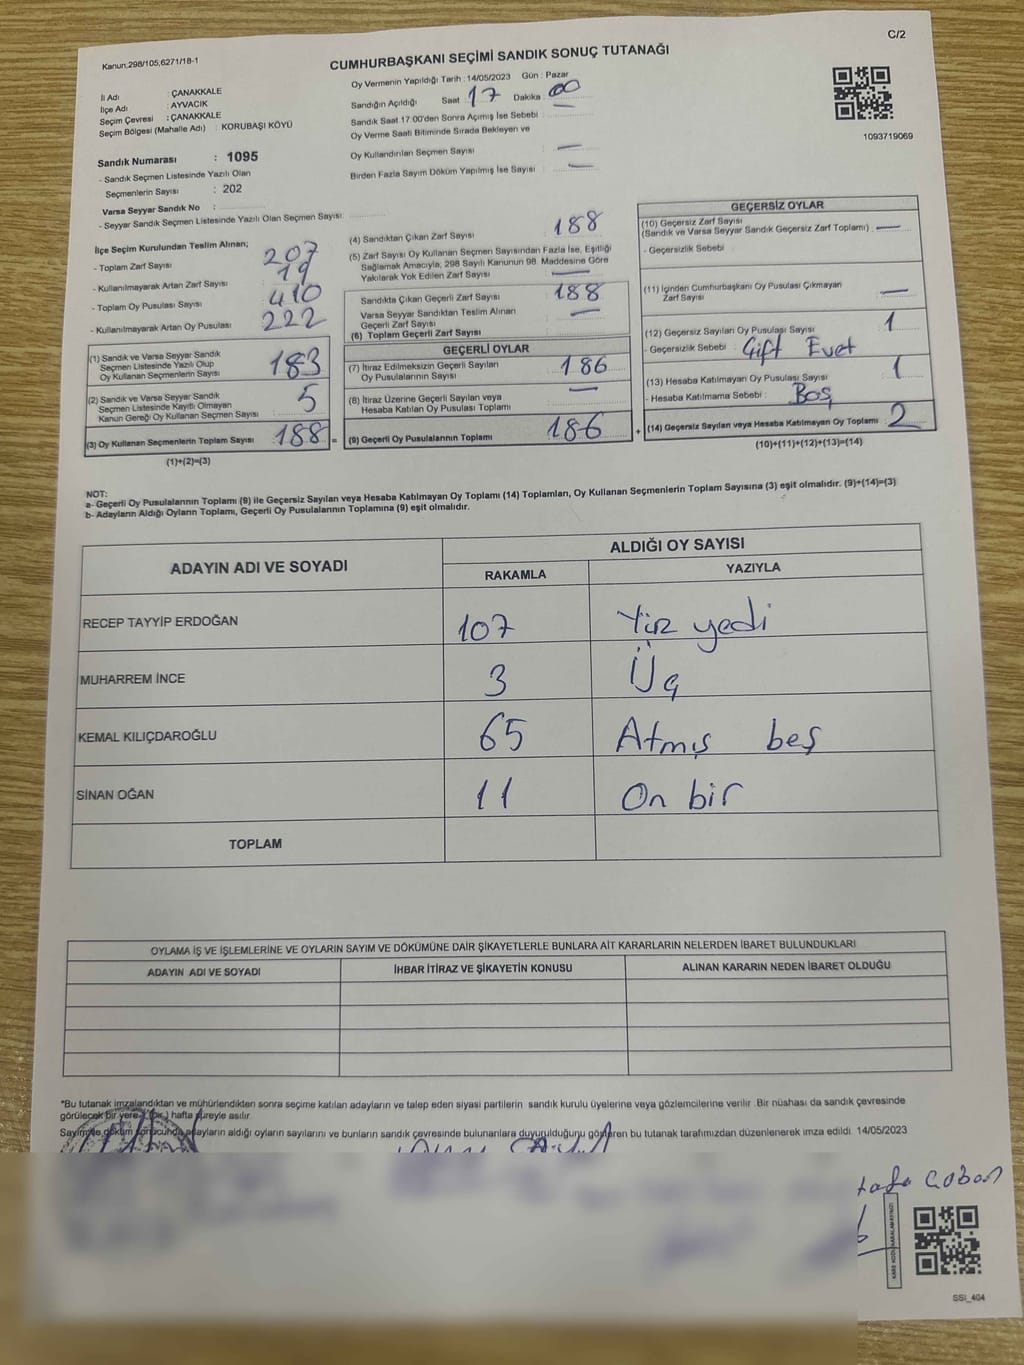 C/2
Kanun,298/105,6271/18-1
CUMHURBAŞKANI SEÇİMİ SANDIK SONUÇ TUTANAĞI
İl Adı : ÇANAKKALE
İlçe Adı : AYVACIK
Seçim Çevresi : ÇANAKKALE
Seçim Bölgesi (Mahalle Adı) : KORUBAŞI KÖYÜ
Sandık Numarası : 1095
- Sandık Seçmen Listesinde Yazılı Olan
Seçmenlerin Sayısı : 202
Varsa Seyyar Sandık No :
- Seyyar Sandık Seçmen Listesinde Yazılı Olan Seçmen Sayısı
Oy Vermenin Yapıldığı Tarih : 14/05/2023 Gün : Pazar
Sandığın Açıldığı Saat : 17 Dakika : 00
Sandık Saat 17:00'den Sonra Açımış İse Sebebi : —
Oy Verme Saati Bitiminde Sırada Bekleyen ve
Oy Kullandırılan Seçmen Sayısı —
Birden Fazla Sayım Döküm Yapılmış İse Sayısı —
1093719069
İlçe Seçim Kurulundan Teslim Alınan;
- Toplam Zarf Sayısı 207
- Kullanılmayarak Artan Zarf Sayısı 19
- Toplam Oy Pusulası Sayısı 410
- Kullanılmayarak Artan Oy Pusulası 222
(1) Sandık ve Varsa Seyyar Sandık
Seçmen Listesinde Yazılı Olup
Oy Kullanan Seçmenlerin Sayısı 183
(2) Sandık ve Varsa Seyyar Sandık
Seçmen Listesinde Kayıtlı Olmayan
Kanun Gereği Oy Kullanan Seçmen Sayısı 5
(3) Oy Kullanan Seçmenlerin Toplam Sayısı 188 =
(1)+(2)=(3)
(4) Sandıktan Çıkan Zarf Sayısı 188
(5) Zarf Sayısı Oy Kullanan Seçmen Sayısından Fazla İse, Eşitliği
Sağlamak Amacıyla, 298 Sayılı Kanunun 98. Maddesine Göre
Yakılarak Yok Edilen Zarf Sayısı —
Sandıkta Çıkan Geçerli Zarf Sayısı 188
Varsa Seyyar Sandıktan Teslim Alınan
Geçerli Zarf Sayısı —
(6) Toplam Geçerli Zarf Sayısı
GEÇERLİ OYLAR
(7) İtiraz Edilmeksizin Geçerli Sayılan
Oy Pusulalarının Sayısı 186
(8) İtiraz Üzerine Geçerli Sayılan veya
Hesaba Katılan Oy Pusulası Toplamı —
(9) Geçerli Oy Pusulalarının Toplamı 186 +
GEÇERSİZ OYLAR
(10) Geçersiz Zarf Sayısı
(Sandık ve Varsa Seyyar Sandık Geçersiz Zarf Toplamı) : —
- Geçersizlik Sebebi
(11) İçinden Cumhurbaşkanı Oy Pusulası Çıkmayan
Zarf Sayısı —
(12) Geçersiz Sayılan Oy Pusulası Sayısı 1
- Geçersizlik Sebebi : Çift Evet
(13) Hesaba Katılmayan Oy Pusulası Sayısı 1
- Hesaba Katılmama Sebebi : Boş
(14) Geçersiz Sayılan veya Hesaba Katılmayan Oy Toplamı 2
(10)+(11)+(12)+(13)=(14)
NOT:
a- Geçerli Oy Pusulalarının Toplamı (9) ile Geçersiz Sayılan veya Hesaba Katılmayan Oy Toplamı (14) Toplamları, Oy Kullanan Seçmenlerin Toplam Sayısına (3) eşit olmalıdır. (9)+(14)=(3)
b- Adayların Aldığı Oyların Toplamı, Geçerli Oy Pusulalarının Toplamına (9) eşit olmalıdır.
ADAYIN ADI VE SOYADI ALDIĞI OY SAYISI
RAKAMLA YAZIYLA
RECEP TAYYİP ERDOĞAN 107 Yüz yedi
MUHARREM İNCE 3 Üç
KEMAL KILIÇDAROĞLU 65 Atmış beş
SİNAN OĞAN 11 On bir
TOPLAM
OYLAMA İŞ VE İŞLEMLERİNE VE OYLARIN SAYIM VE DÖKÜMÜNE DAİR ŞİKAYETLERLE BUNLARA AİT KARARLARIN NELERDEN İBARET BULUNDUKLARI
ADAYIN ADI VE SOYADI İHBAR İTİRAZ VE ŞİKAYETİN KONUSU ALINAN KARARIN NEDEN İBARET OLDUĞU
*Bu tutanak imzalandıktan ve mühürlendikten sonra seçime katılan adayların ve talep eden siyasi partilerin sandık kurulu üyelerine veya gözlemcilerine verilir. Bir nüshası da sandık çevresinde
görülecek bir yere 1 (bir) hafta süreyle asılır.
Sayım ve döküm sonucunda adayların aldığı oyların sayılarını ve bunların sandık çevresinde bulunanlara duyurulduğunu gösteren bu tutanak tarafımızdan düzenlenerek imza edildi. 14/05/2023
tafa Çoban
KARE KODU KARALAMAYINIZ!
SSİ_404